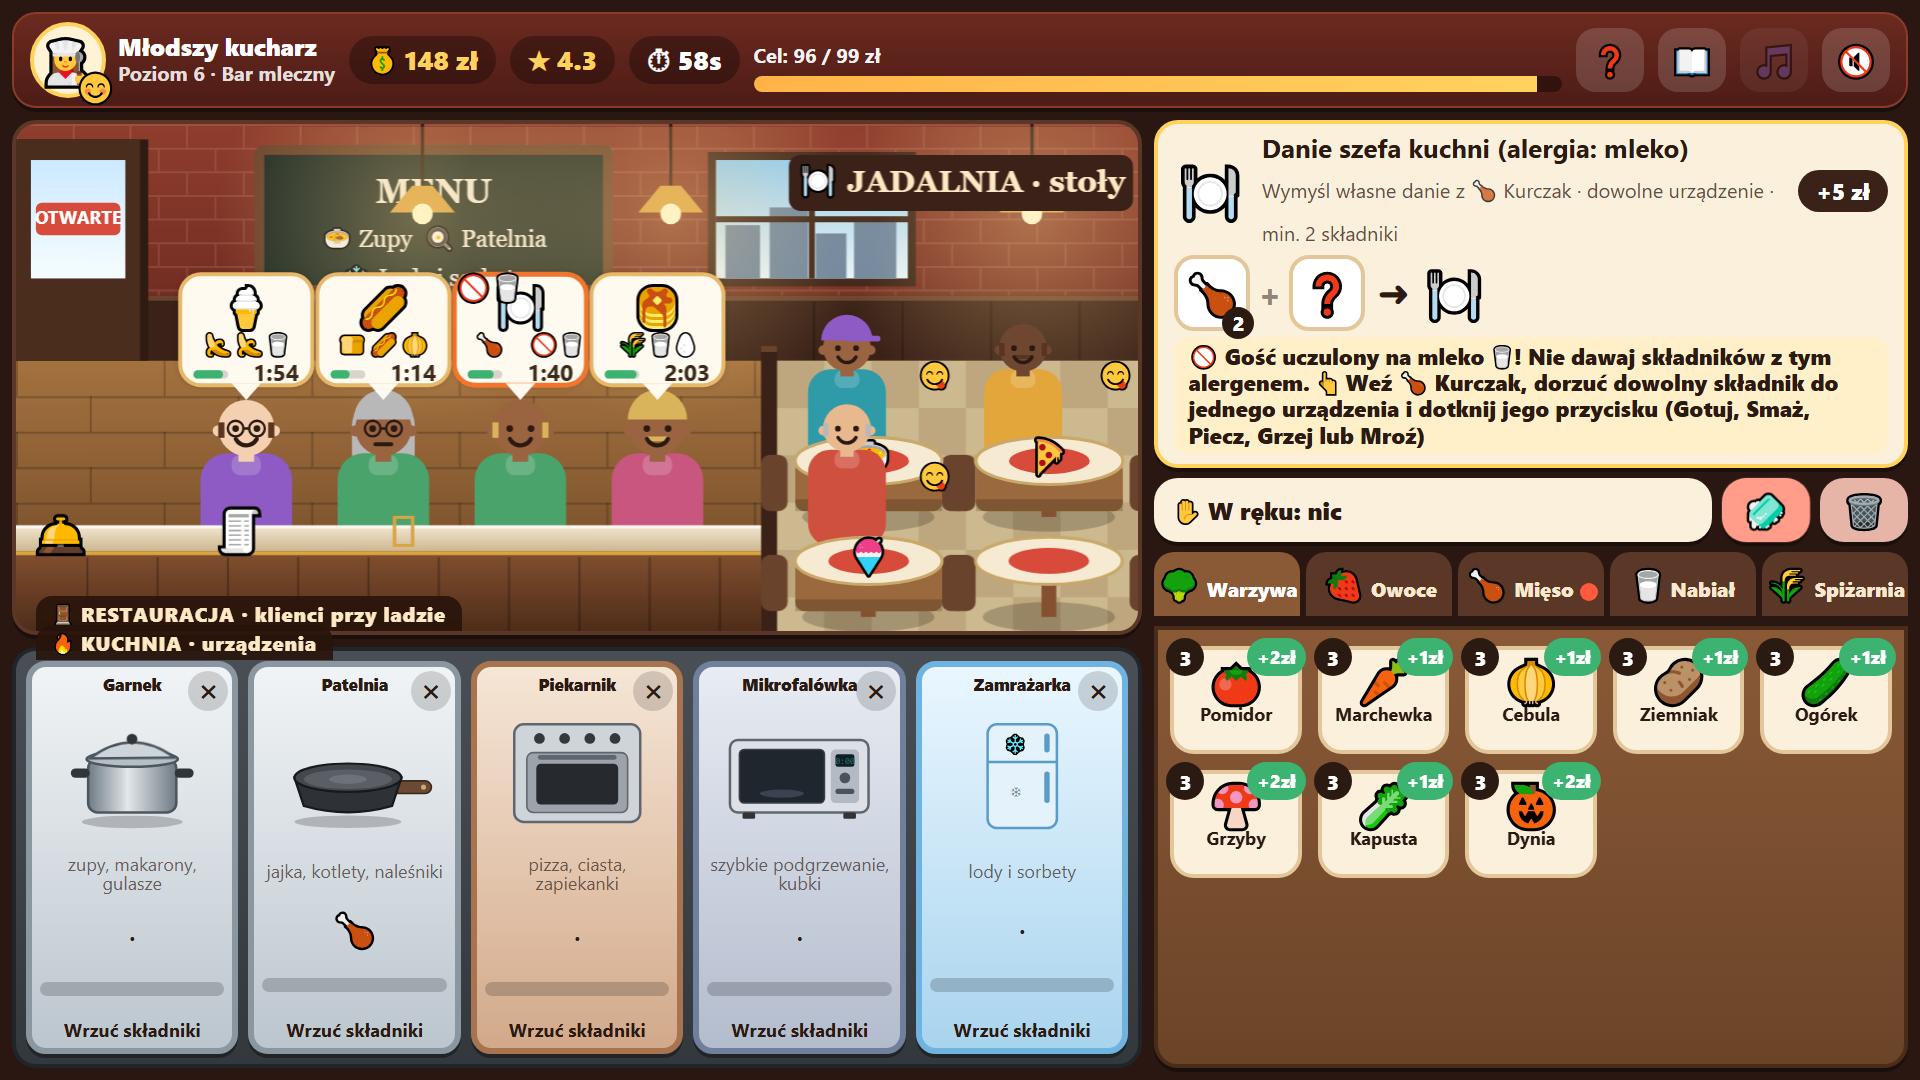 Młodszy kucharz
Poziom 6 · Bar mleczny
148 zł
★ 4.3
58s
Cel: 96 / 99 zł
OTWARTE
MENU
Zupy Patelnia
JADALNIA · stoły
1:54
1:14
1:40
2:03
RESTAURACJA · klienci przy ladzie
KUCHNIA · urządzenia
Garnek
zupy, makarony,
gulasze
Wrzuć składniki
Patelnia
jajka, kotlety, naleśniki
Wrzuć składniki
Piekarnik
pizza, ciasta,
zapiekanki
Wrzuć składniki
Mikrofalówka
0:00
szybkie podgrzewanie,
kubki
Wrzuć składniki
Zamrażarka
lody i sorbety
Wrzuć składniki
Danie szefa kuchni (alergia: mleko)
Wymyśl własne danie z Kurczak · dowolne urządzenie ·
min. 2 składniki
+5 zł
2
Gość uczulony na mleko ! Nie dawaj składników z tym
alergenem. Weź Kurczak, dorzuć dowolny składnik do
jednego urządzenia i dotknij jego przycisku (Gotuj, Smaż,
Piecz, Grzej lub Mroź)
W ręku: nic
Warzywa
Owoce
Mięso
Nabiał
Spiżarnia
3 +2zł
Pomidor
3 +1zł
Marchewka
3 +1zł
Cebula
3 +1zł
Ziemniak
3 +1zł
Ogórek
3 +2zł
Grzyby
3 +1zł
Kapusta
3 +2zł
Dynia